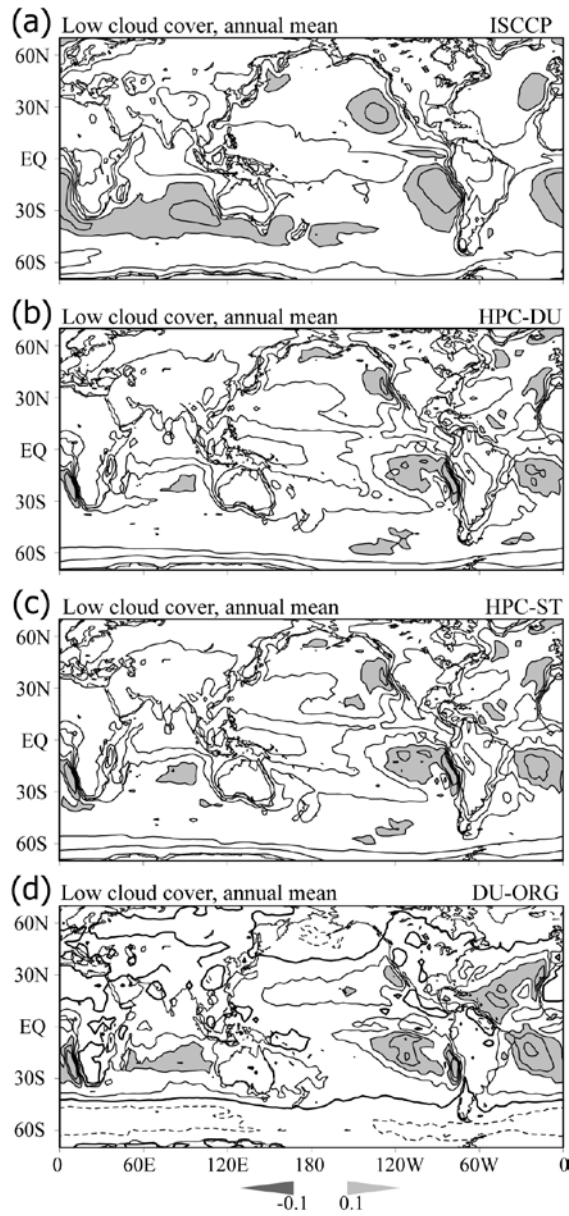 (a) Low cloud cover, annual mean ISCCP
60N
30N
EQ
30S
60S
(b) Low cloud cover, annual mean HPC-DU
60N
30N
EQ
30S
60S
(c) Low cloud cover, annual mean HPC-ST
60N
30N
EQ
30S
60S
(d) Low cloud cover, annual mean DU-ORG
60N
30N
EQ
30S
60S
0 60E 120E 180 120W 60W 0
-0.1 0.1